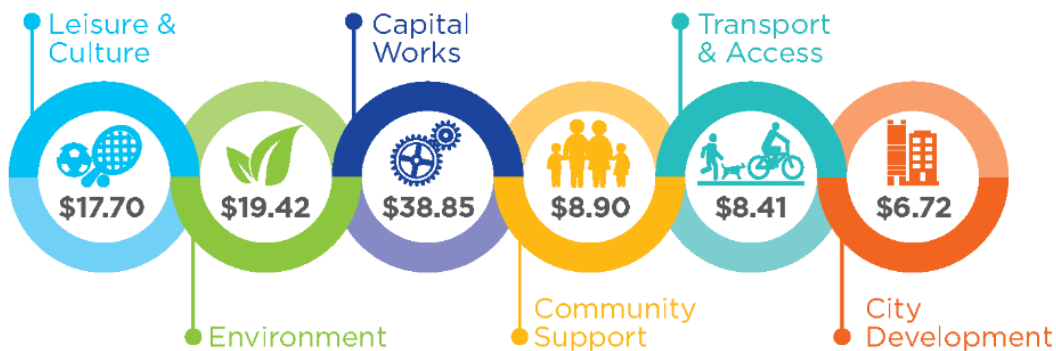 Leisure &
Culture
Capital
Works
Transport
& Access
$17.70
$19.42
$38.85
$8.90
$8.41
$6.72
Environment
Community
Support
City
Development